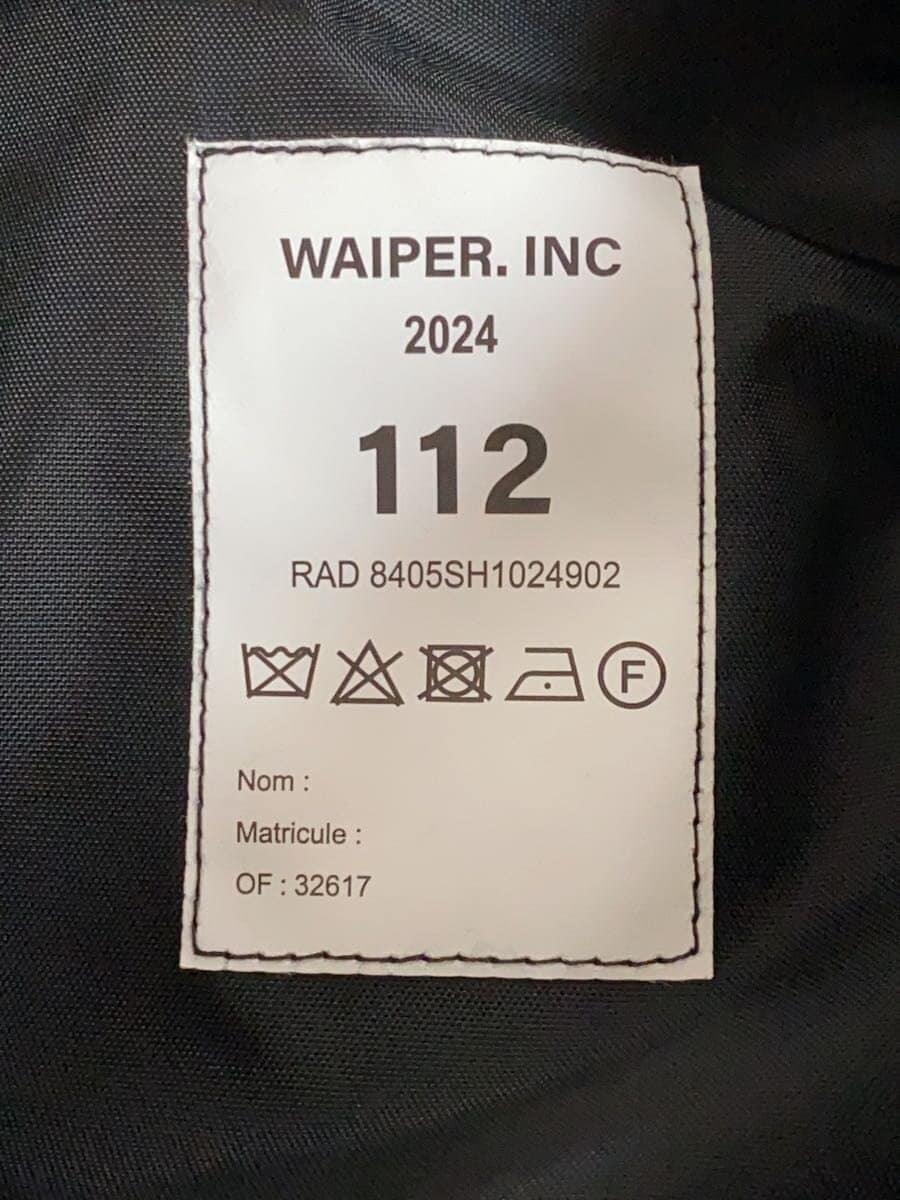 WAIPER. INC
2024
112
RAD 8405SH1024902
F
Nom :
Matricule :
OF : 32617